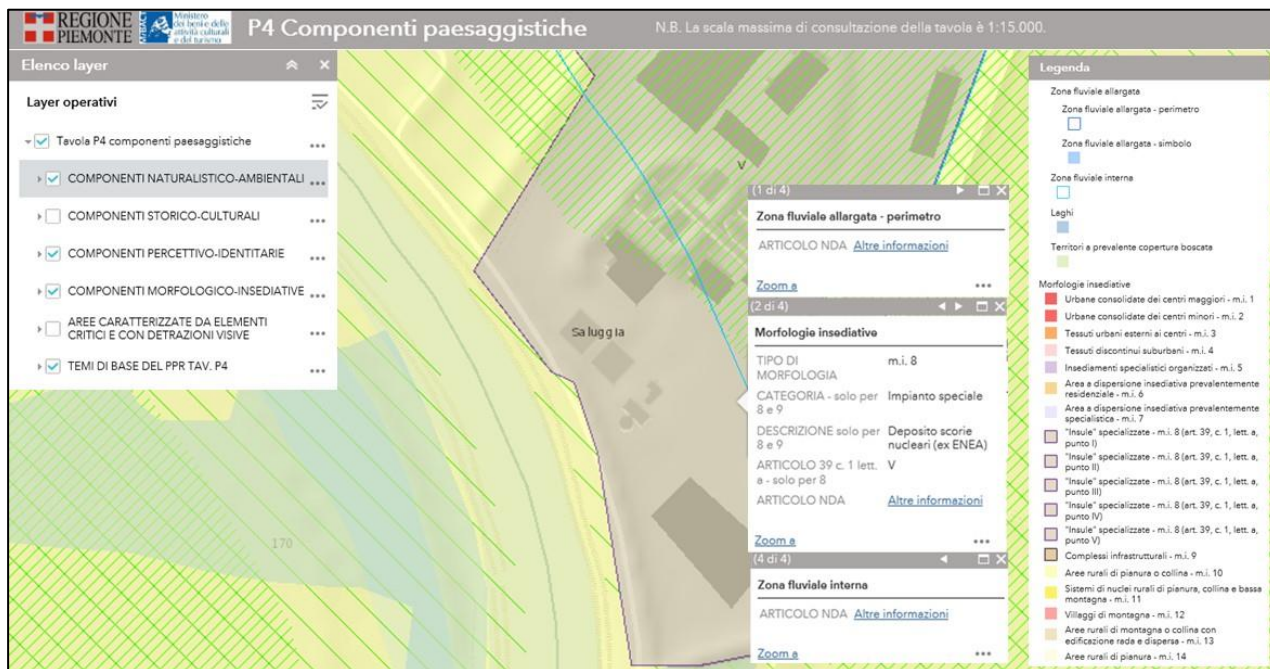 REGIONE
PIEMONTE
MiBACT
Ministero
dei beni e delle
attività culturali
e del turismo
P4 Componenti paesaggistiche
N.B. La scala massima di consultazione della tavola è 1:15.000.
Elenco layer
Layer operativi
Tavola P4 componenti paesaggistiche
COMPONENTI NATURALISTICO-AMBIENTALI
COMPONENTI STORICO-CULTURALI
COMPONENTI PERCETTIVO-IDENTITARIE
COMPONENTI MORFOLOGICO-INSEDIATIVE
AREE CARATTERIZZATE DA ELEMENTI
CRITICI E CON DETRAZIONI VISIVE
TEMI DI BASE DEL PPR TAV. P4
V
Saluggia
170
(1 di 4)
Zona fluviale allargata - perimetro
ARTICOLO NDA Altre informazioni
Zoom a
(2 di 4)
Morfologie insediative
TIPO DI MORFOLOGIA m.i. 8
CATEGORIA - solo per 8 e 9 Impianto speciale
DESCRIZIONE solo per 8 e 9 Deposito scorie nucleari (ex ENEA)
ARTICOLO 39 c. 1 lett. a - solo per 8 V
ARTICOLO NDA Altre informazioni
Zoom a
(4 di 4)
Zona fluviale interna
ARTICOLO NDA Altre informazioni
Zoom a
Legenda
Zona fluviale allargata
Zona fluviale allargata - perimetro
Zona fluviale allargata - simbolo
Zona fluviale interna
Laghi
Territori a prevalente copertura boscata
Morfologie insediative
Urbane consolidate dei centri maggiori - m.i. 1
Urbane consolidate dei centri minori - m.i. 2
Tessuti urbani esterni ai centri - m.i. 3
Tessuti discontinui suburbani - m.i. 4
Insediamenti specialistici organizzati - m.i. 5
Area a dispersione insediativa prevalentemente
residenziale - m.i. 6
Area a dispersione insediativa prevalentemente
specialistica - m.i. 7
"Insule" specializzate - m.i. 8 (art. 39, c. 1, lett. a,
punto I)
"Insule" specializzate - m.i. 8 (art. 39, c. 1, lett. a,
punto II)
"Insule" specializzate - m.i. 8 (art. 39, c. 1, lett. a,
punto III)
"Insule" specializzate - m.i. 8 (art. 39, c. 1, lett. a,
punto IV)
"Insule" specializzate - m.i. 8 (art. 39, c. 1, lett. a,
punto V)
Complessi infrastrutturali - m.i. 9
Aree rurali di pianura o collina - m.i. 10
Sistemi di nuclei rurali di pianura, collina e bassa
montagna - m.i. 11
Villaggi di montagna - m.i. 12
Aree rurali di montagna o collina con
edificazione rada e dispersa - m.i. 13
Aree rurali di pianura - m.i. 14